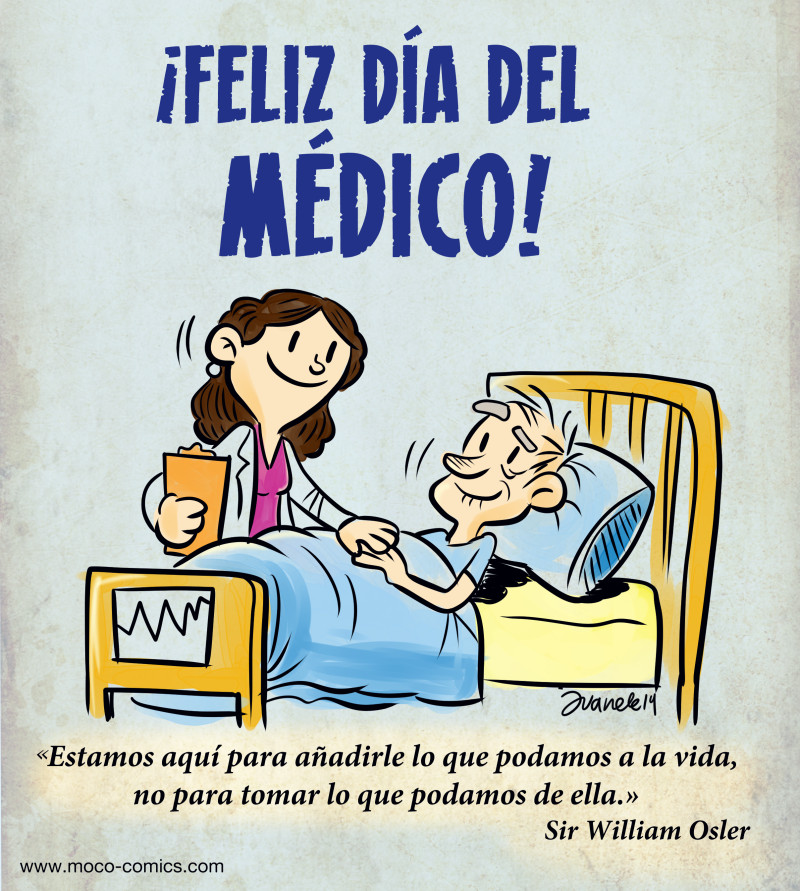 ¡FELIZ DÍA DEL
MÉDICO!
Juanele14
«Estamos aquí para añadirle lo que podamos a la vida,
no para tomar lo que podamos de ella.»
Sir William Osler
www.moco-comics.com